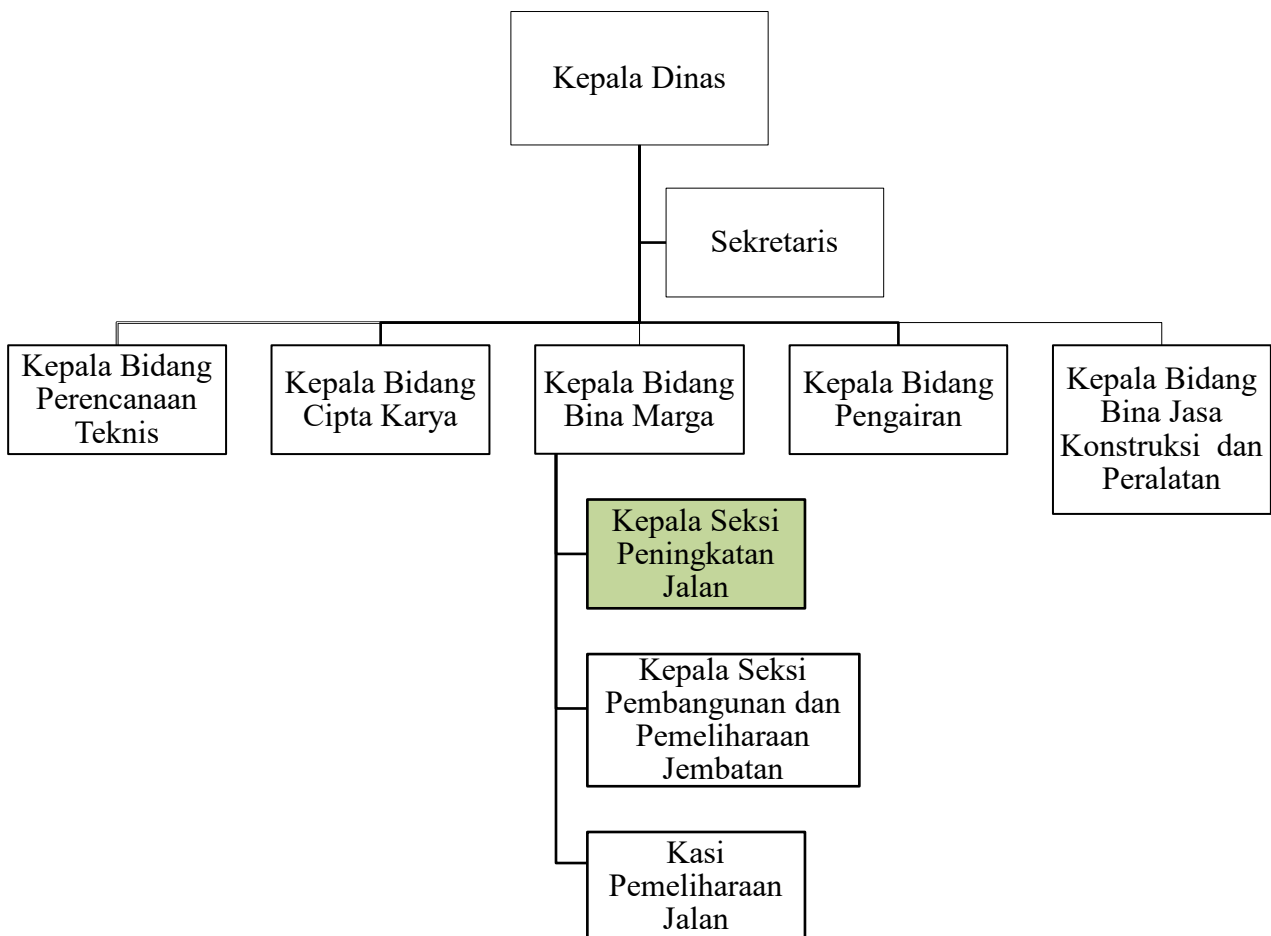 Kepala Dinas
Sekretaris
Kepala Bidang
Perencanaan
Teknis
Kepala Bidang
Cipta Karya
Kepala Bidang
Bina Marga
Kepala Bidang
Pengairan
Kepala Bidang
Bina Jasa
Konstruksi dan
Peralatan
Kepala Seksi
Peningkatan
Jalan
Kepala Seksi
Pembangunan dan
Pemeliharaan
Jembatan
Kasi
Pemeliharaan
Jalan